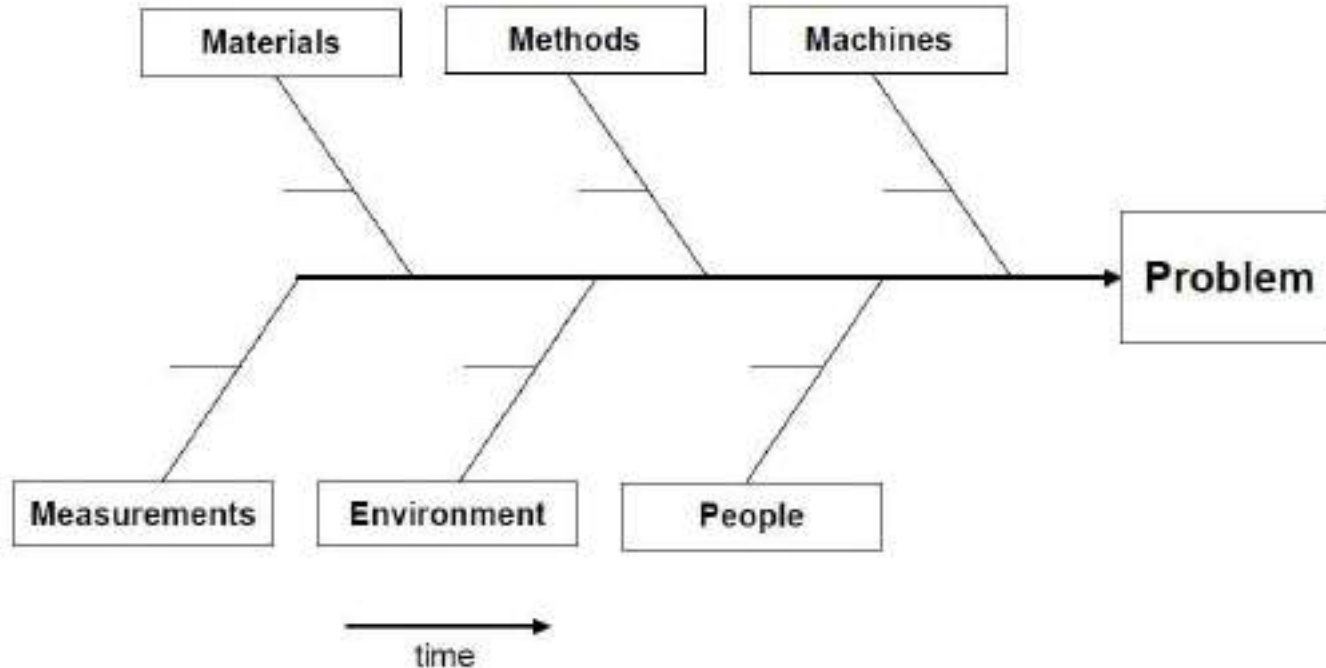 Materials
Methods
Machines
Problem
Measurements
Environment
People
time